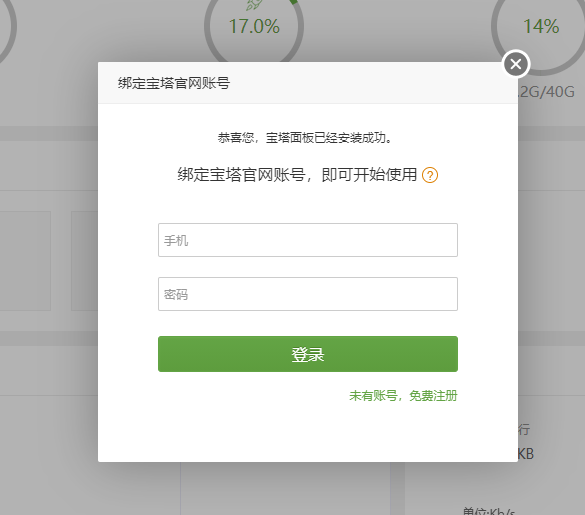 17.0%
14%
绑定宝塔官网账号
.2G/40G
恭喜您，宝塔面板已经安装成功。
绑定宝塔官网账号，即可开始使用 ?
手机
密码
登录
未有账号，免费注册
行
KB
单位:Kb/s